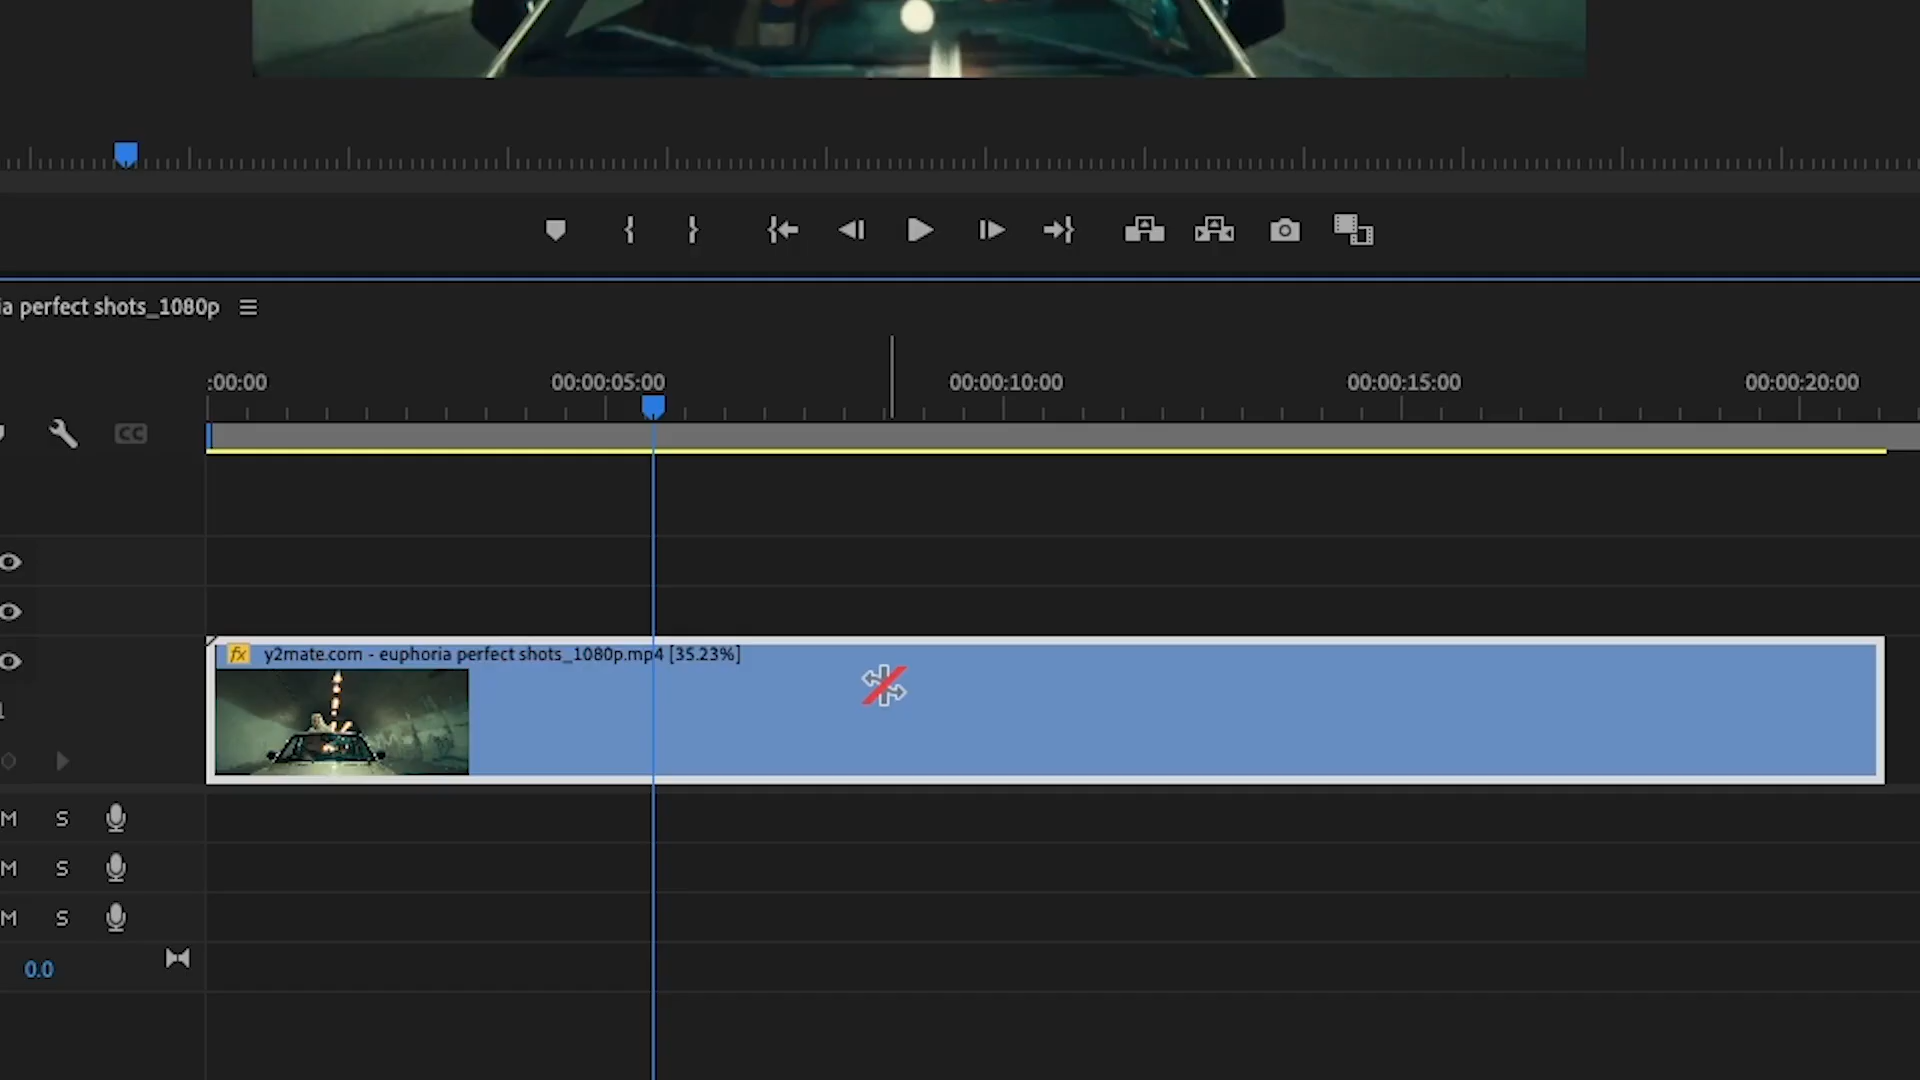 ia perfect shots_1080p
:00:00 00:00:05:00 00:00:10:00 00:00:15:00 00:00:20:00
CC
fx y2mate.com - euphoria perfect shots_1080p.mp4 [35.23%]
1
M S
M S
M S
0.0